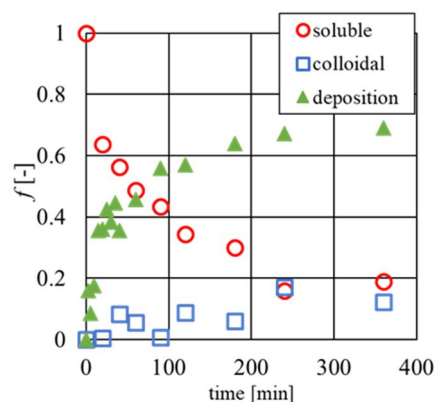 1
soluble
colloidal
deposition
0.8
0.6
f [-]
0.4
0.2
0
0 100 200 300 400
time [min]